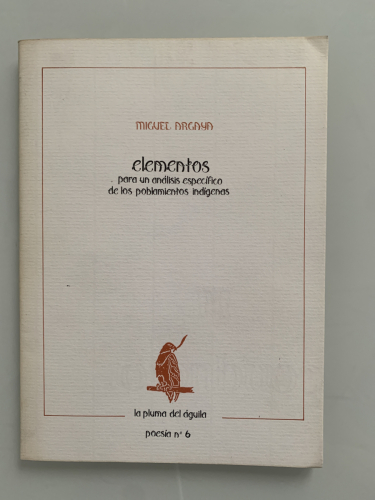 MIGUEL ARGAYA
elementos
para un análisis específico
de los poblamientos indígenas
la pluma del águila
poesía nº 6